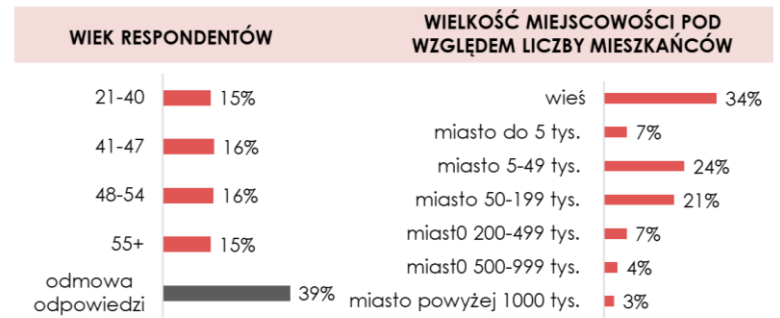 WIEK RESPONDENTÓW
21-40 15%
41-47 16%
48-54 16%
55+ 15%
odmowa
odpowiedzi 39%
WIELKOŚĆ MIEJSCOWOŚCI POD
WZGLĘDEM LICZBY MIESZKAŃCÓW
wieś 34%
miasto do 5 tys. 7%
miasto 5-49 tys. 24%
miasto 50-199 tys. 21%
miast0 200-499 tys. 7%
miast0 500-999 tys. 4%
miasto powyżej 1000 tys. 3%